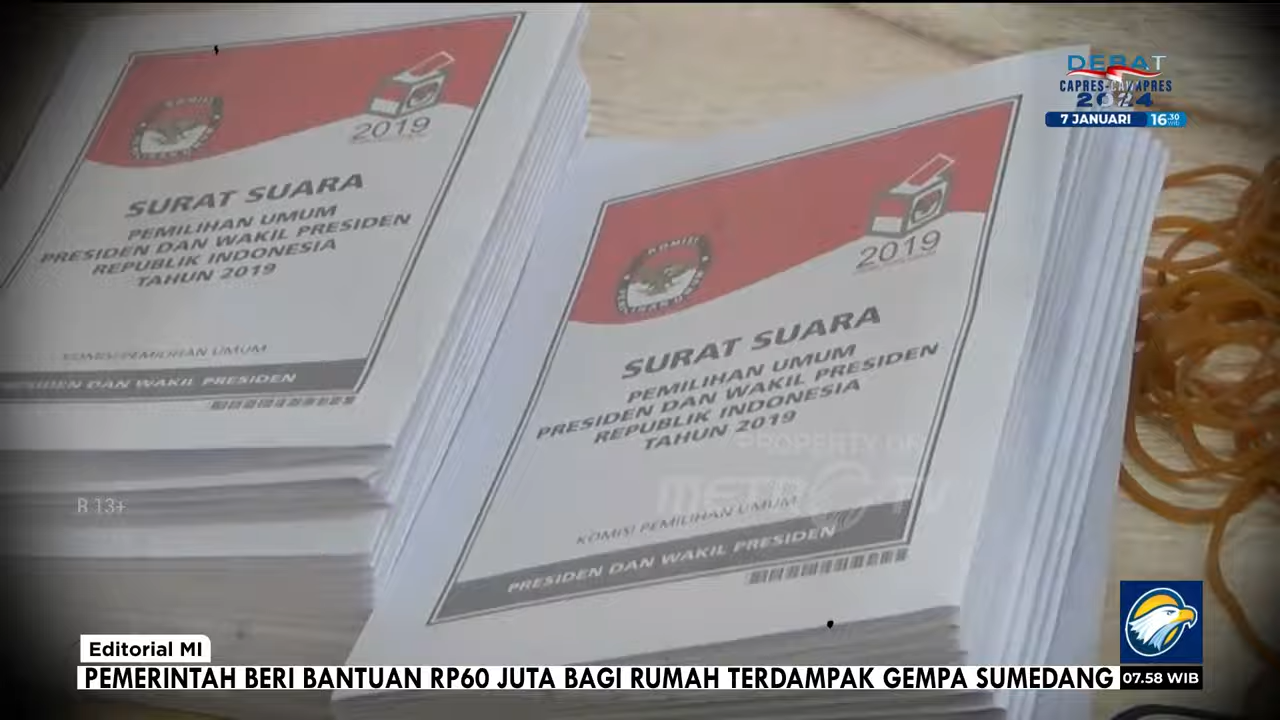 DEBAT
CAPRES-CAWAPRES
2024
7 JANUARI 16.30 WIB
2019
SURAT SUARA
PEMILIHAN UMUM
PRESIDEN DAN WAKIL PRESIDEN
REPUBLIK INDONESIA
TAHUN 2019
KOMISI PEMILIHAN UMUM
PRESIDEN DAN WAKIL PRESIDEN
KOMISI
2019
SURAT SUARA
PEMILIHAN UMUM
PRESIDEN DAN WAKIL PRESIDEN
REPUBLIK INDONESIA
TAHUN 2019
PROPERTY OF
METRO TV
KOMISI PEMILIHAN UMUM
PRESIDEN DAN WAKIL PRESIDEN
R 13+
Editorial MI
PEMERINTAH BERI BANTUAN RP60 JUTA BAGI RUMAH TERDAMPAK GEMPA SUMEDANG
07.58 WIB